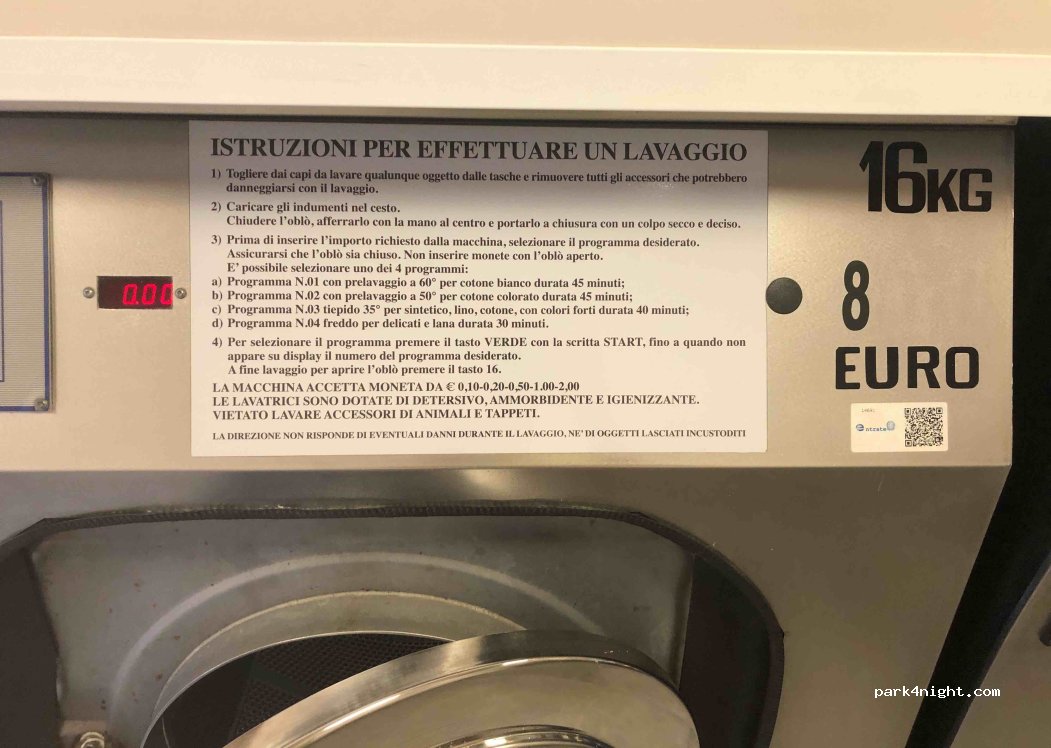 ISTRUZIONI PER EFFETTUARE UN LAVAGGIO
1) Togliere dai capi da lavare qualunque oggetto dalle tasche e rimuovere tutti gli accessori che potrebbero
danneggiarsi con il lavaggio.
2) Caricare gli indumenti nel cesto.
Chiudere l'oblò, afferrarlo con la mano al centro e portarlo a chiusura con un colpo secco e deciso.
3) Prima di inserire l'importo richiesto dalla macchina, selezionare il programma desiderato.
Assicurarsi che l'oblò sia chiuso. Non inserire monete con l'oblò aperto.
E' possibile selezionare uno dei 4 programmi:
a) Programma N.01 con prelavaggio a 60° per cotone bianco durata 45 minuti;
b) Programma N.02 con prelavaggio a 50° per cotone colorato durata 45 minuti;
c) Programma N.03 tiepido 35° per sintetico, lino, cotone, con colori forti durata 40 minuti;
d) Programma N.04 freddo per delicati e lana durata 30 minuti.
4) Per selezionare il programma premere il tasto VERDE con la scritta START, fino a quando non
appare su display il numero del programma desiderato.
A fine lavaggio per aprire l'oblò premere il tasto 16.
LA MACCHINA ACCETTA MONETA DA € 0,10-0,20-0,50-1.00-2,00
LE LAVATRICI SONO DOTATE DI DETERSIVO, AMMORBIDENTE E IGIENIZZANTE.
VIETATO LAVARE ACCESSORI DI ANIMALI E TAPPETI.
LA DIREZIONE NON RISPONDE DI EVENTUALI DANNI DURANTE IL LAVAGGIO, NE' DI OGGETTI LASCIATI INCUSTODITI
0.00
16KG
8
EURO
park4night.com